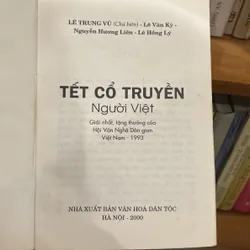 LÊ TRUNG VŨ (Chủ biên) - Lê Văn Kỳ -
Nguyễn Hương Liên - Lê Hồng Lý
TẾT CỔ TRUYỀN
Người Việt
Giải nhất, tặng thưởng của
Hội Văn Nghệ Dân gian
Việt Nam - 1993
NHÀ XUẤT BẢN VĂN HOÁ DÂN TỘC
HÀ NỘI - 2000